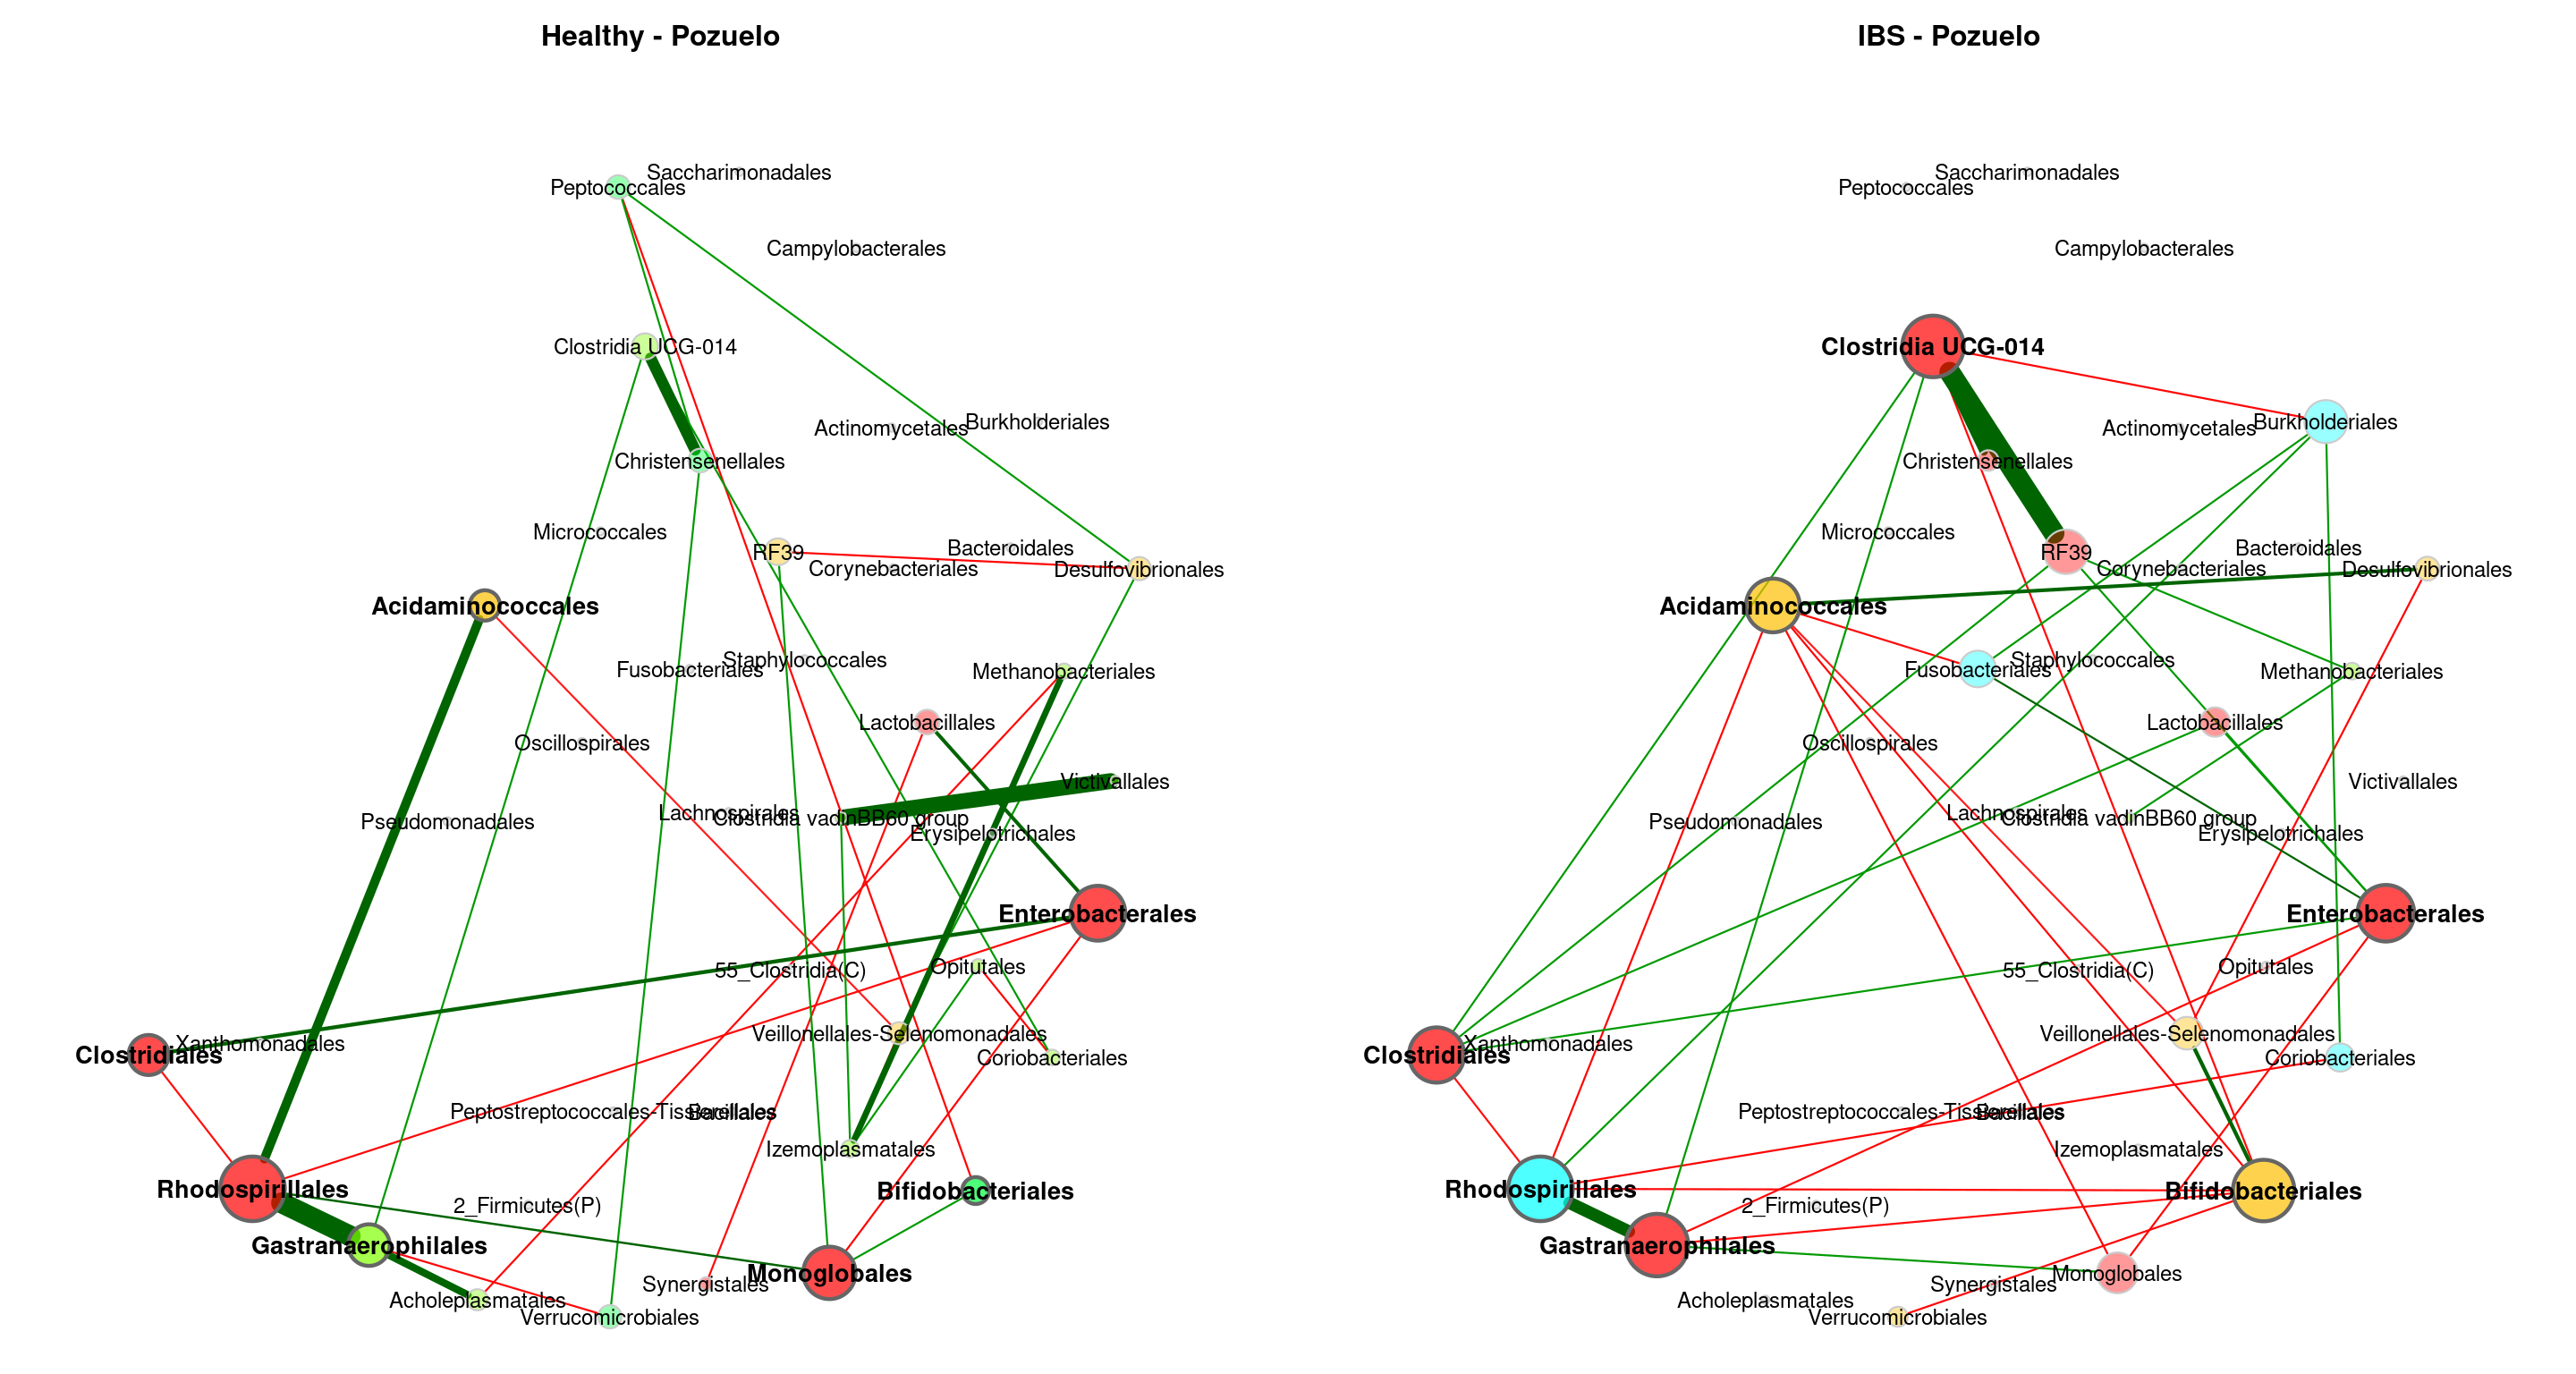 Healthy - Pozuelo
Saccharimonadales
Peptococcales
Campylobacterales
Clostridia UCG-014
Burkholderiales
Actinomycetales
Christensenellales
Micrococcales
Bacteroidales
RF39
Corynebacteriales
Desulfovibrionales
Acidaminococcales
Staphylococcales
Fusobacteriales
Methanobacteriales
Lactobacillales
Oscillospirales
Victivallales
Lachnospirales
Clostridia vadinBB60 group
Pseudomonadales
Erysipelotrichales
Enterobacterales
Opitutales
55_Clostridia(C)
Veillonellales-Selenomonadales
Xanthomonadales
Clostridiales
Coriobacteriales
Peptostreptococcales-Tissierellales
Bacillales
Izemoplasmatales
Rhodospirillales
Bifidobacteriales
2_Firmicutes(P)
Gastranaerophilales
Monoglobales
Synergistales
Acholeplasmatales
Verrucomicrobiales
IBS - Pozuelo
Saccharimonadales
Peptococcales
Campylobacterales
Clostridia UCG-014
Burkholderiales
Actinomycetales
Christensenellales
Micrococcales
Bacteroidales
RF39
Corynebacteriales
Desulfovibrionales
Acidaminococcales
Staphylococcales
Fusobacteriales
Methanobacteriales
Lactobacillales
Oscillospirales
Victivallales
Lachnospirales
Clostridia vadinBB60 group
Pseudomonadales
Erysipelotrichales
Enterobacterales
Opitutales
55_Clostridia(C)
Veillonellales-Selenomonadales
Xanthomonadales
Clostridiales
Coriobacteriales
Peptostreptococcales-Tissierellales
Bacillales
Izemoplasmatales
Rhodospirillales
Bifidobacteriales
2_Firmicutes(P)
Gastranaerophilales
Monoglobales
Synergistales
Acholeplasmatales
Verrucomicrobiales